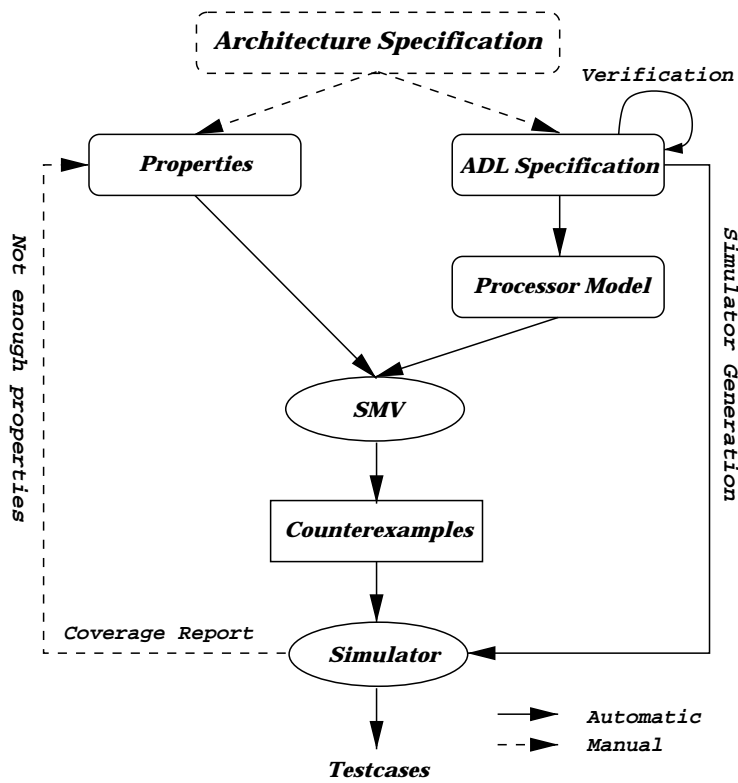 Architecture Specification
Verification
Properties
ADL Specification
Not enough properties
Simulator Generation
Processor Model
SMV
Counterexamples
Coverage Report
Simulator
Automatic
Manual
Testcases